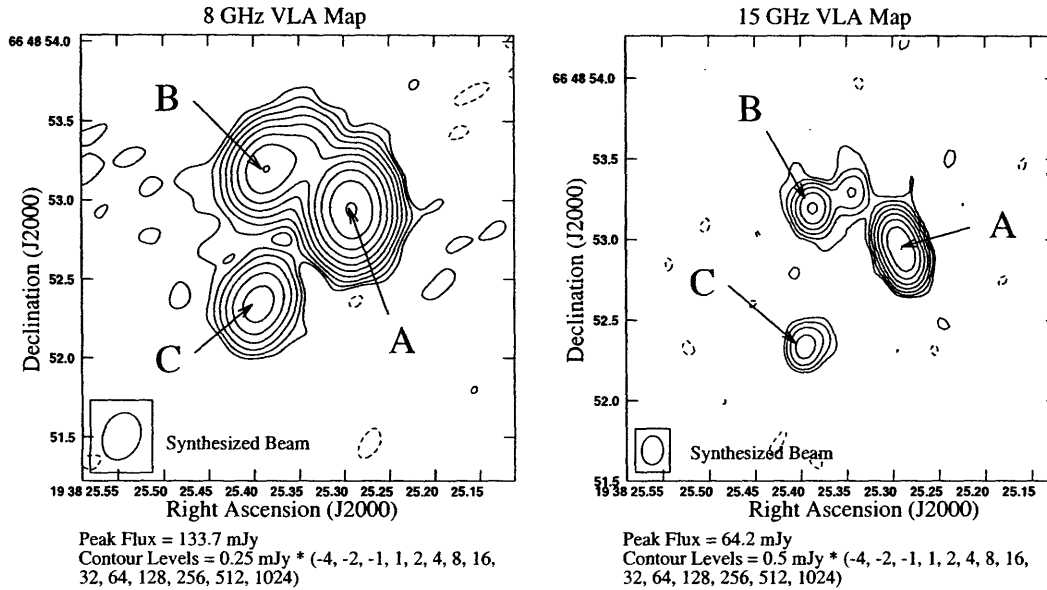 8 GHz VLA Map
66 48 54.0
53.5
53.0
52.5
52.0
51.5
Declination (J2000)
B
A
C
Synthesized Beam
19 38 25.55 25.50 25.45 25.40 25.35 25.30 25.25 25.20 25.15
Right Ascension (J2000)
Peak Flux = 133.7 mJy
Contour Levels = 0.25 mJy * (-4, -2, -1, 1, 2, 4, 8, 16,
32, 64, 128, 256, 512, 1024)
15 GHz VLA Map
66 48 54.0
53.5
53.0
52.5
52.0
51.5
Declination (J2000)
B
A
C
Synthesized Beam
19 38 25.55 25.50 25.45 25.40 25.35 25.30 25.25 25.20 25.15
Right Ascension (J2000)
Peak Flux = 64.2 mJy
Contour Levels = 0.5 mJy * (-4, -2, -1, 1, 2, 4, 8, 16,
32, 64, 128, 256, 512, 1024)